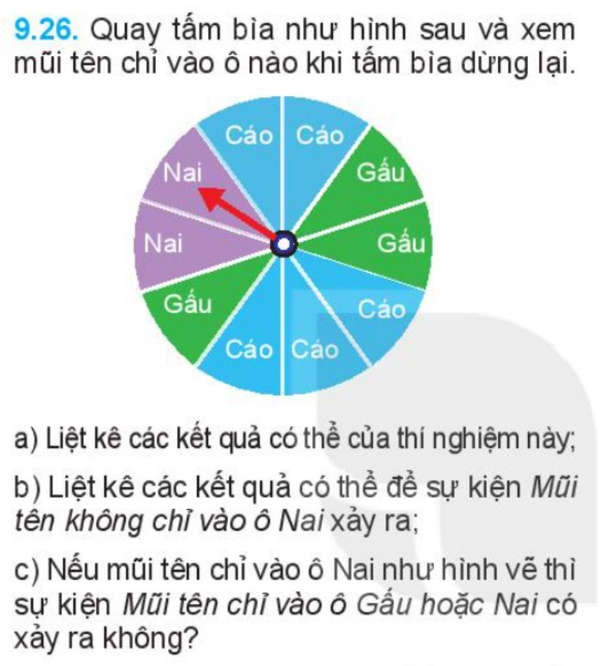 9.26. Quay tấm bìa như hình sau và xem
mũi tên chỉ vào ô nào khi tấm bìa dừng lại.
Cáo Cáo
Nai Gấu
Nai Gấu
Gấu Cáo
Cáo Cáo
a) Liệt kê các kết quả có thể của thí nghiệm này;
b) Liệt kê các kết quả có thể để sự kiện Mũi
tên không chỉ vào ô Nai xảy ra;
c) Nếu mũi tên chỉ vào ô Nai như hình vẽ thì
sự kiện Mũi tên chỉ vào ô Gấu hoặc Nai có
xảy ra không?